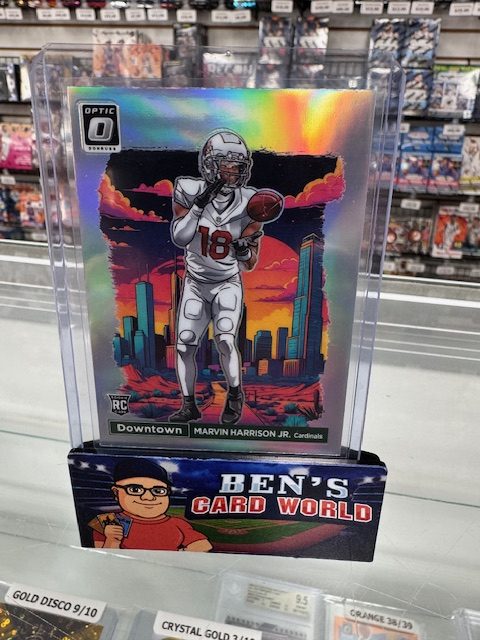 OPTIC
DONRUSS
18
RC
Downtown MARVIN HARRISON JR. Cardinals
BEN'S
CARD WORLD
GOLD DISCO 9/10
CRYSTAL GOLD
9.5
ORANGE 38/39